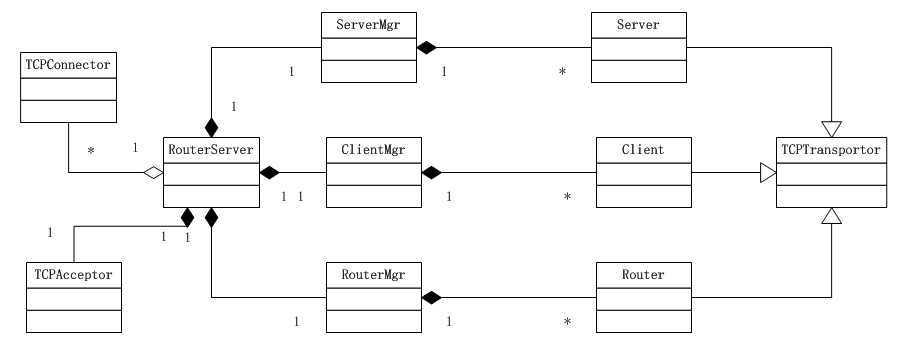 ServerMgr
Server
TCPConnector
1
1
*
1
*
1
RouterServer
ClientMgr
Client
TCPTransportor
1
1
1
*
1
1
1
TCPAcceptor
RouterMgr
Router
1
1
*